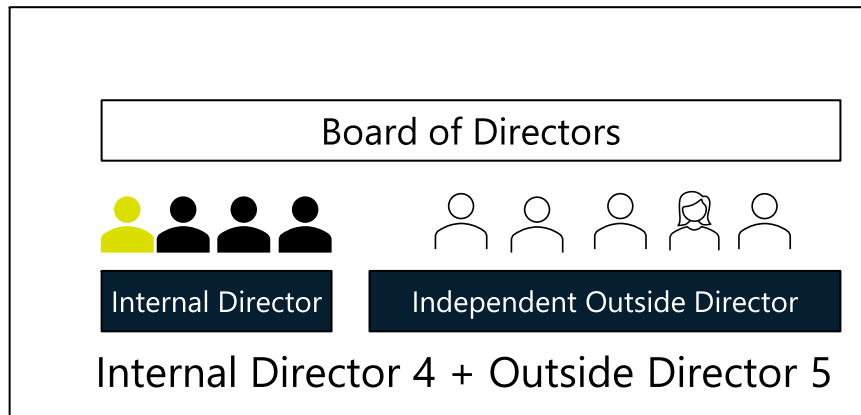 Board of Directors
Internal Director
Independent Outside Director
Internal Director 4 + Outside Director 5